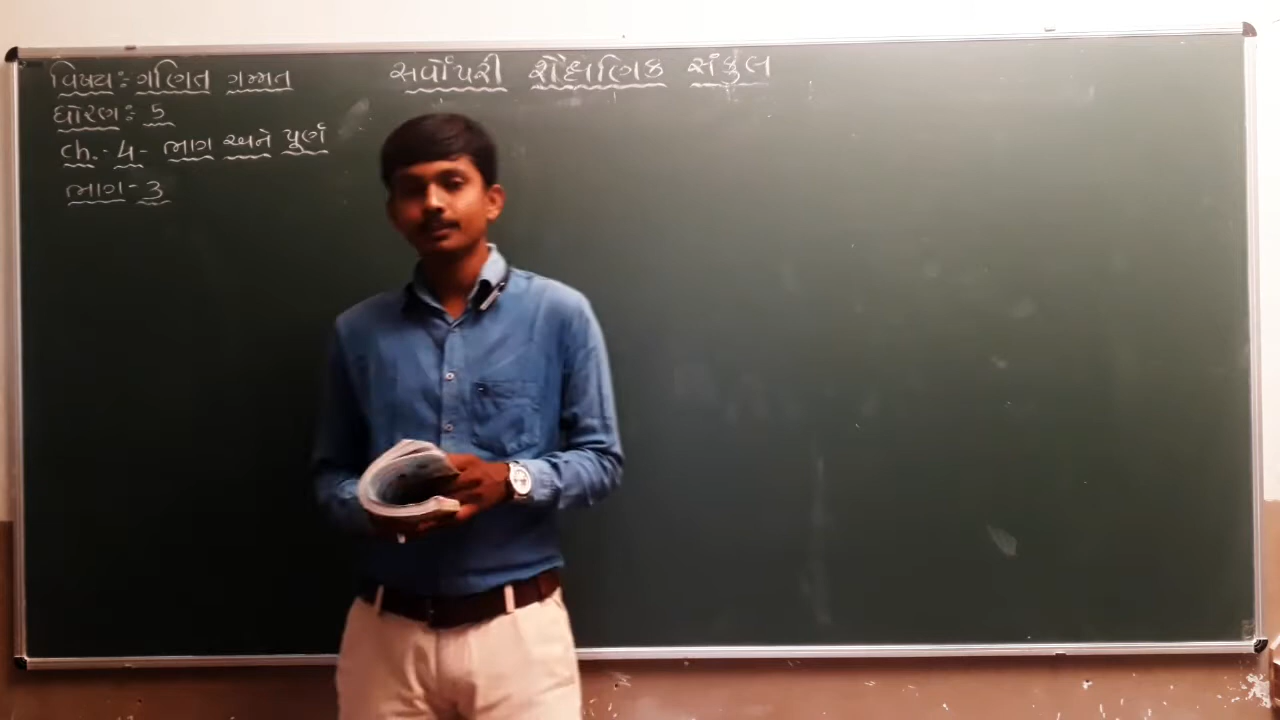 સર્વોપરી શૈક્ષણિક સંકુલ
વિષય: ગણિત ગમ્મત
ધોરણ: 5
Ch. - 4 - ભાગ અને પૂર્ણ
ભાગ - 3